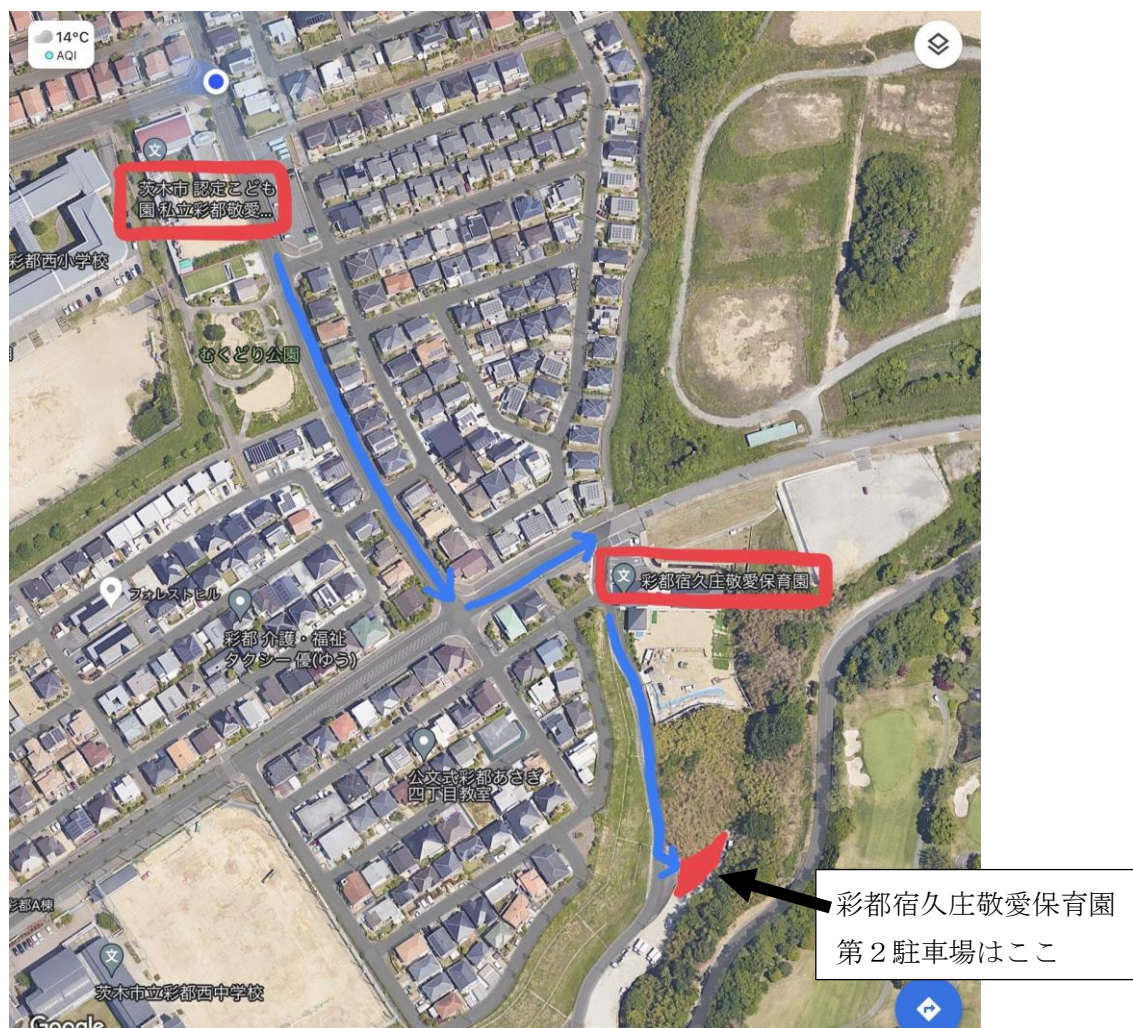 14°C
AQI
茨木市 認定こども
園 私立彩都敬愛...
彩都西小学校
むくどり公園
フォレストヒル
彩都 介護・福祉
タクシー 優(ゆう)
彩都宿久庄敬愛保育園
公文式彩都あさぎ
四丁目教室
彩都A棟
茨木市立彩都西中学校
Google
彩都宿久庄敬愛保育園
第２駐車場はここ